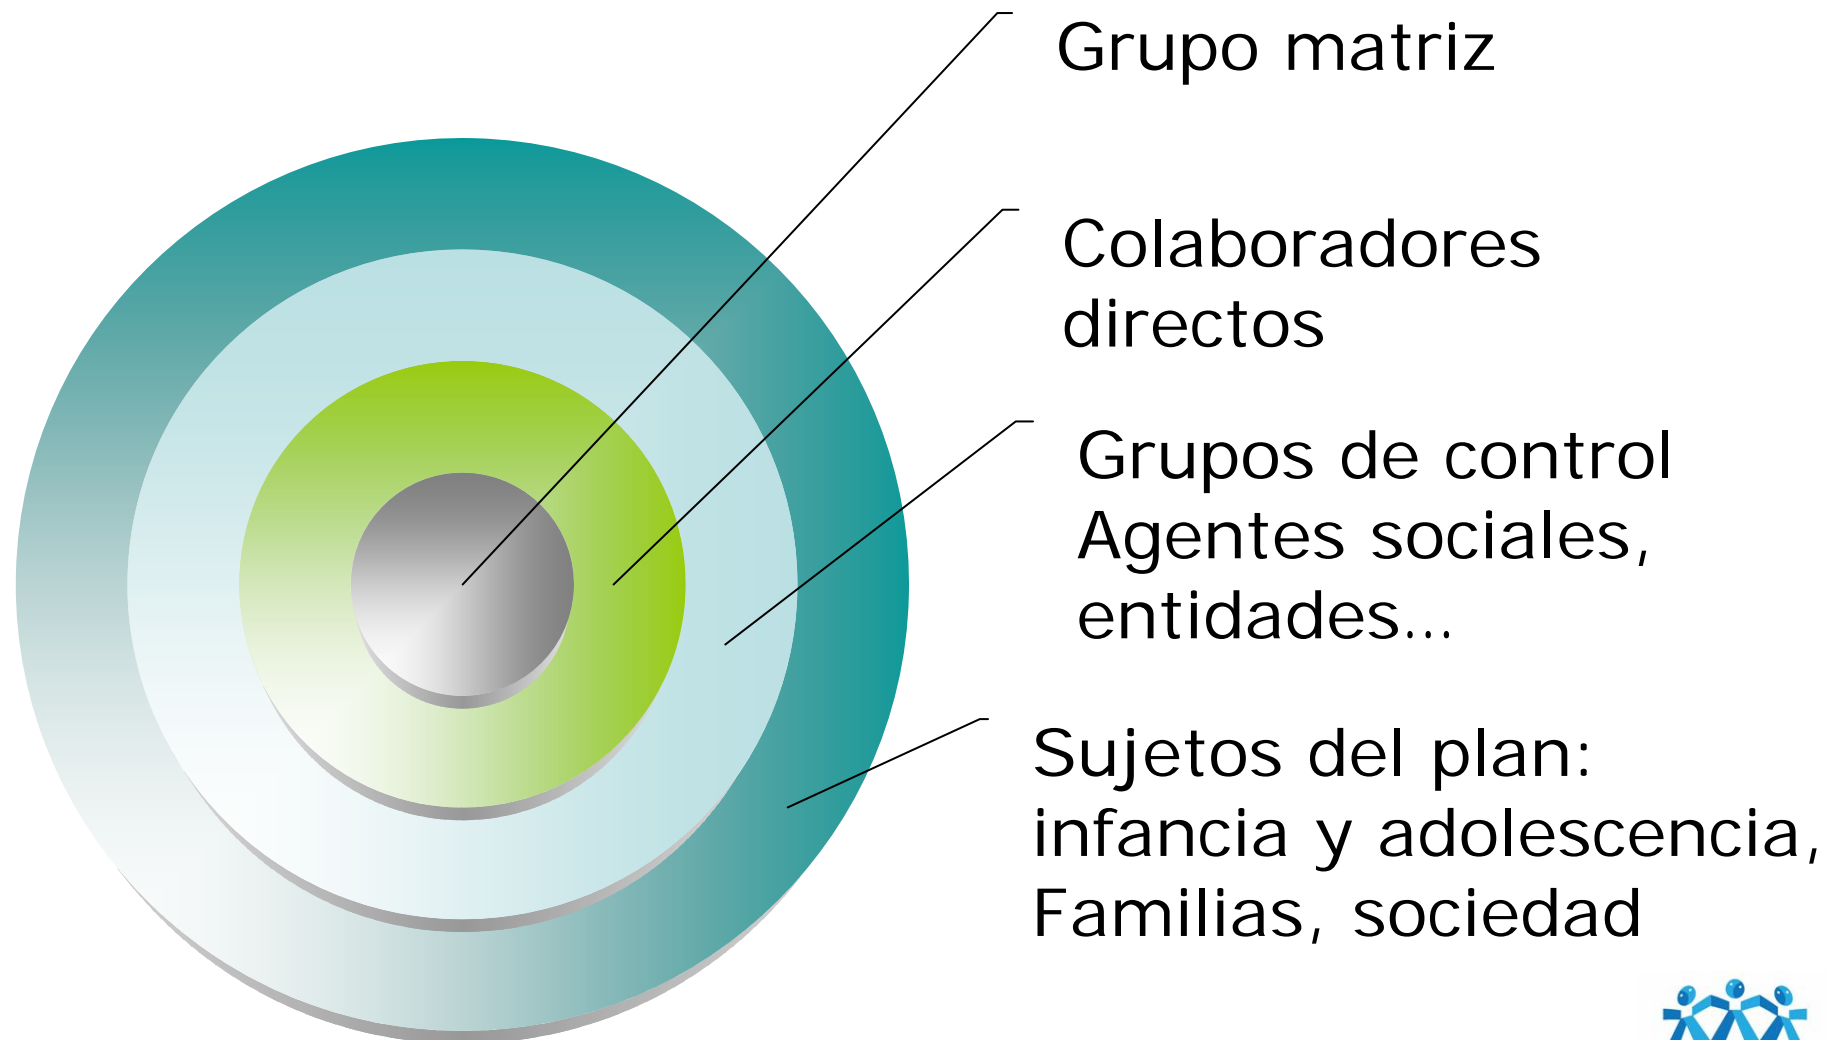 Grupo matriz
Colaboradores
directos
Grupos de control
Agentes sociales,
entidades…
Sujetos del plan:
infancia y adolescencia,
Familias, sociedad